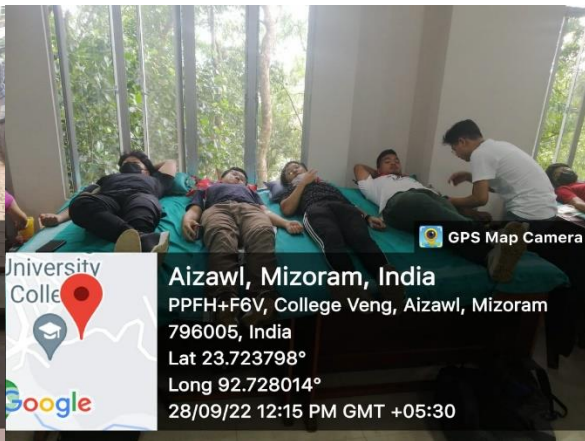 GPS Map Camera
University
Colle
Google
Aizawl, Mizoram, India
PPFH+F6V, College Veng, Aizawl, Mizoram
796005, India
Lat 23.723798°
Long 92.728014°
28/09/22 12:15 PM GMT +05:30